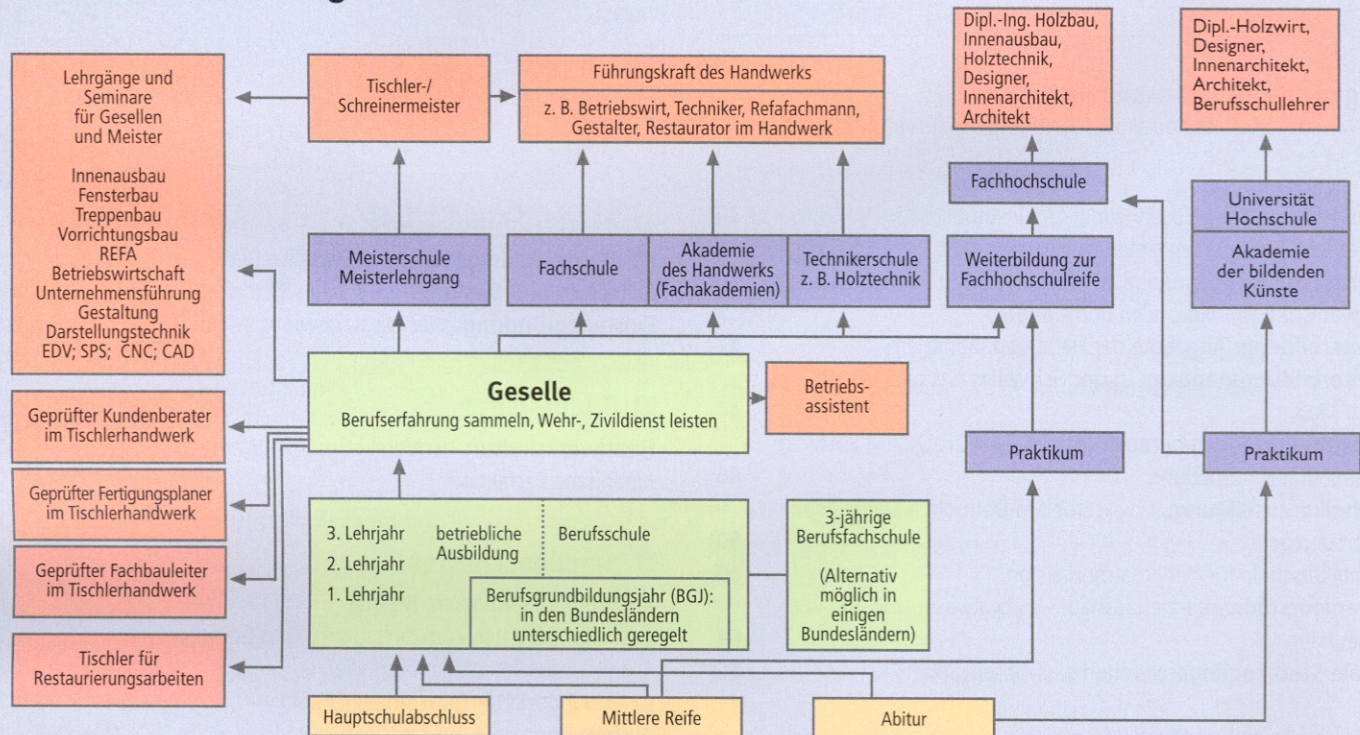 Lehrgänge und
Seminare
für Gesellen
und Meister
Innenausbau
Fensterbau
Treppenbau
Vorrichtungsbau
REFA
Betriebswirtschaft
Unternehmensführung
Gestaltung
Darstellungstechnik
EDV; SPS; CNC; CAD
Tischler-/
Schreinermeister
Führungskraft des Handwerks
z. B. Betriebswirt, Techniker, Refafachmann,
Gestalter, Restaurator im Handwerk
Dipl.-Ing. Holzbau,
Innenausbau,
Holztechnik,
Designer,
Innenarchitekt,
Architekt
Dipl.-Holzwirt,
Designer,
Innenarchitekt,
Architekt,
Berufsschullehrer
Fachhochschule
Universität
Hochschule
Akademie
der bildenden
Künste
Meisterschule
Meisterlehrgang
Fachschule
Akademie
des Handwerks
(Fachakademien)
Technikerschule
z. B. Holztechnik
Weiterbildung zur
Fachhochschulreife
Geselle
Berufserfahrung sammeln, Wehr-, Zivildienst leisten
Betriebs-
assistent
Praktikum
Praktikum
Geprüfter Kundenberater
im Tischlerhandwerk
Geprüfter Fertigungsplaner
im Tischlerhandwerk
Geprüfter Fachbauleiter
im Tischlerhandwerk
Tischler für
Restaurierungsarbeiten
3. Lehrjahr
2. Lehrjahr
1. Lehrjahr
betriebliche
Ausbildung
Berufsschule
Berufsgrundbildungsjahr (BGJ):
in den Bundesländern
unterschiedlich geregelt
3-jährige
Berufsfachschule
(Alternativ
möglich in
einigen
Bundesländern)
Hauptschulabschluss
Mittlere Reife
Abitur